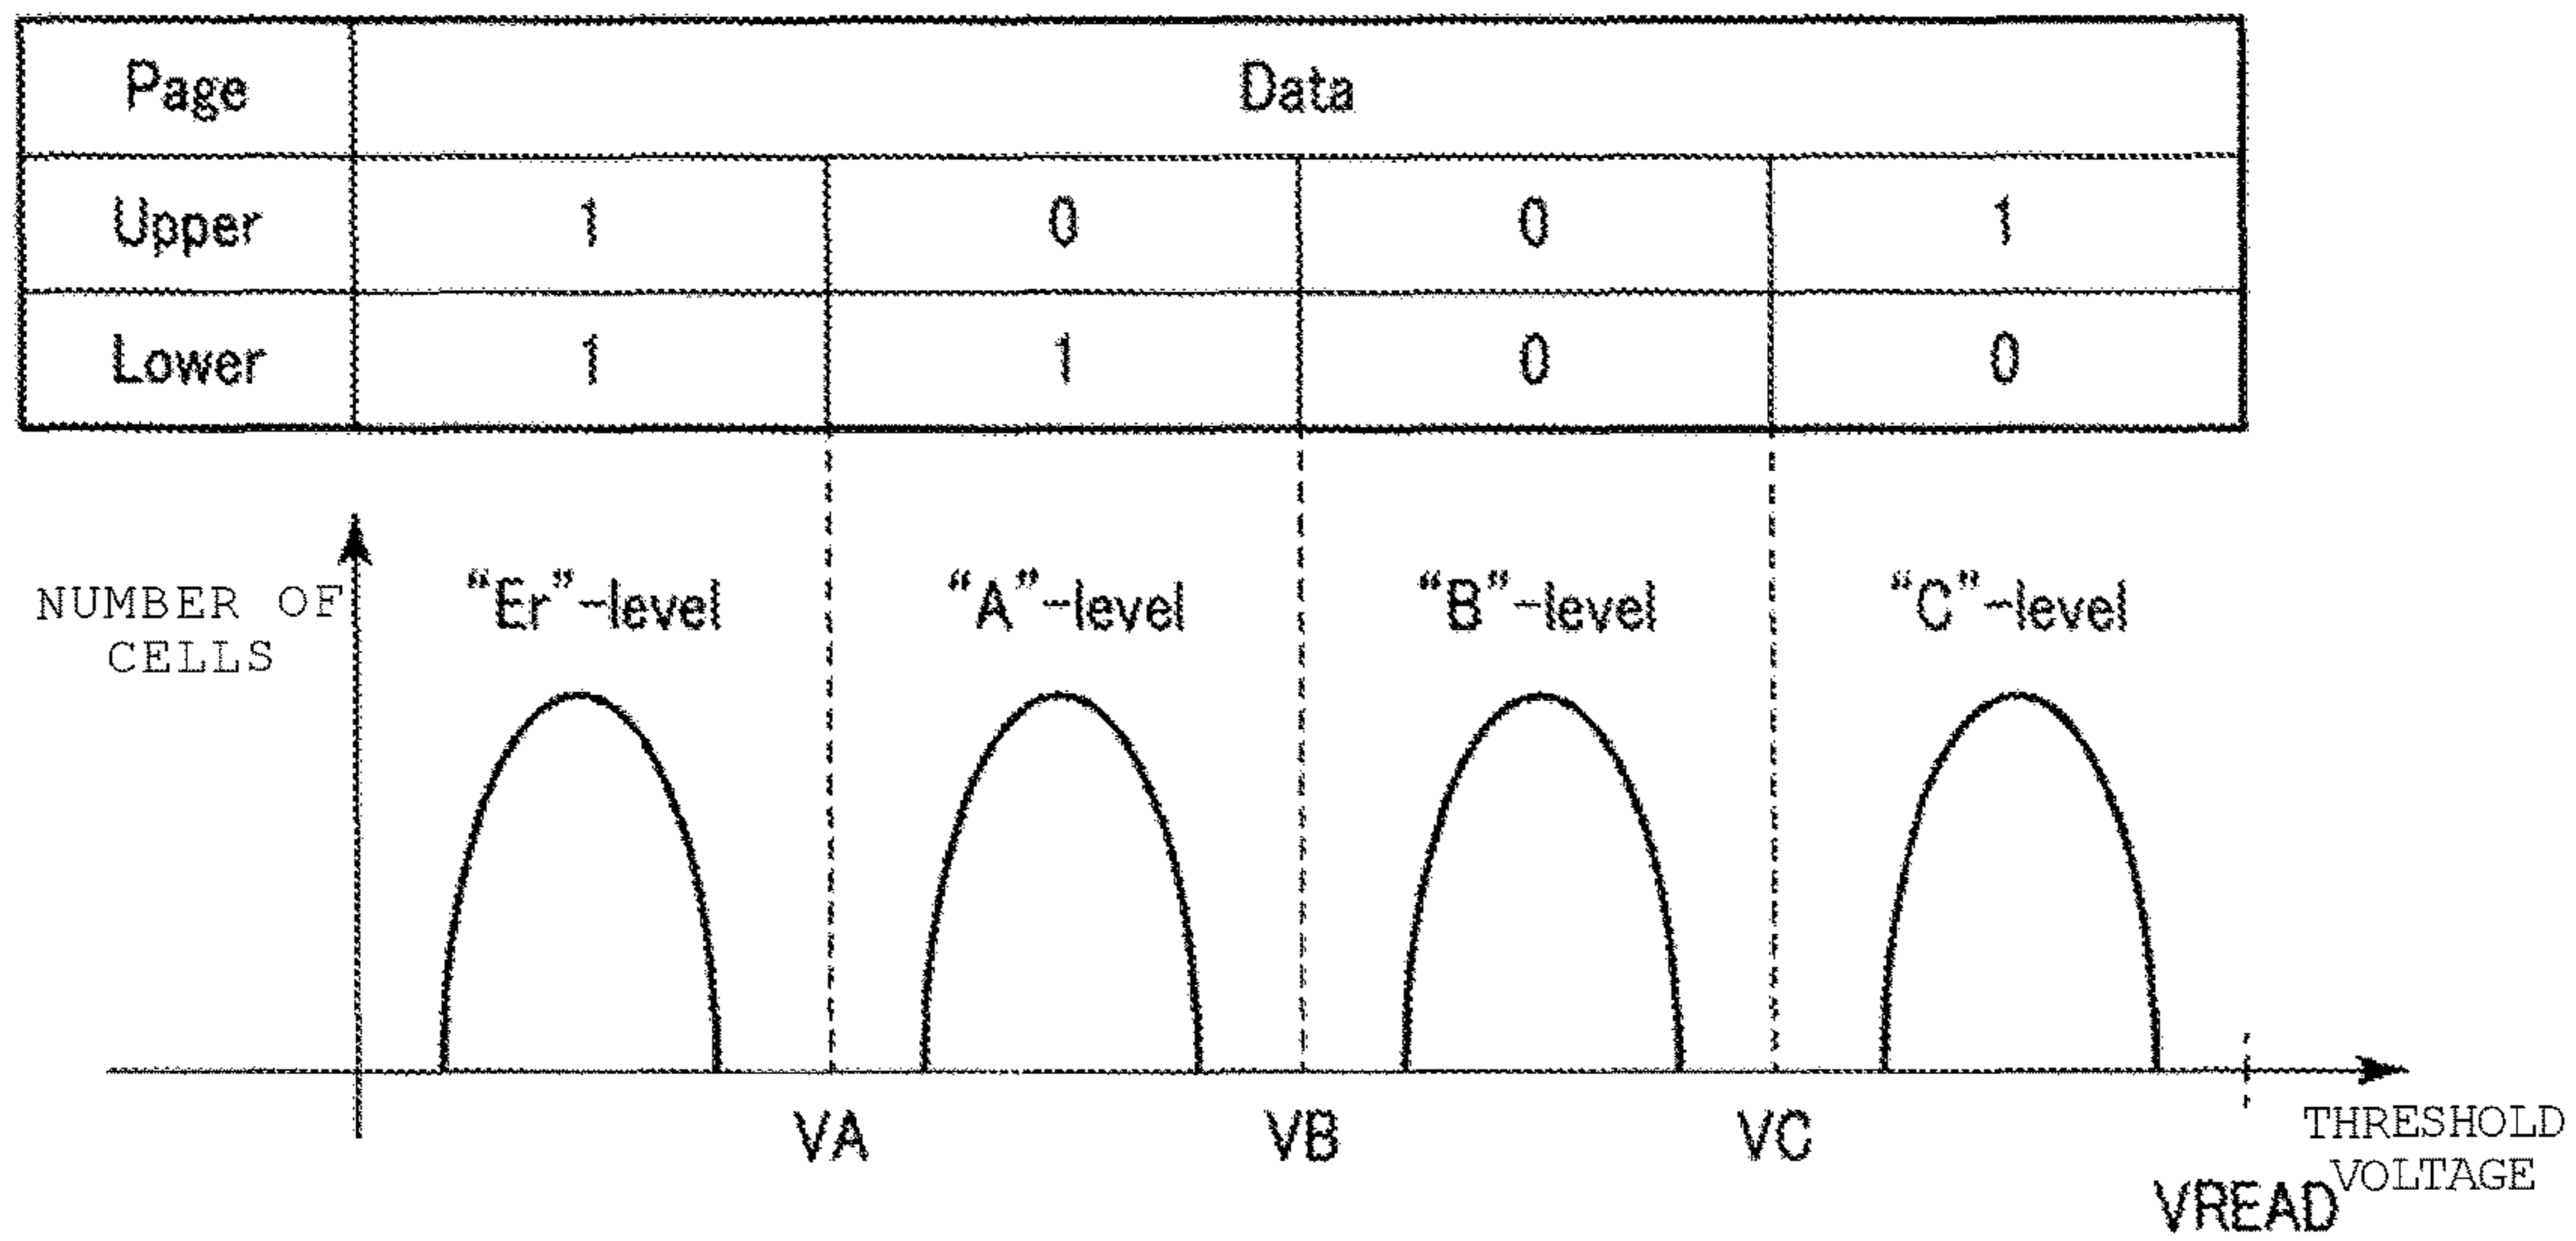 Page Data
Upper 1 0 0 1
Lower 1 1 0 0
NUMBER OF
CELLS
“Er”-level “A”-level “B”-level “C”-level
VA VB VC
THRESHOLD
VOLTAGE
VREAD